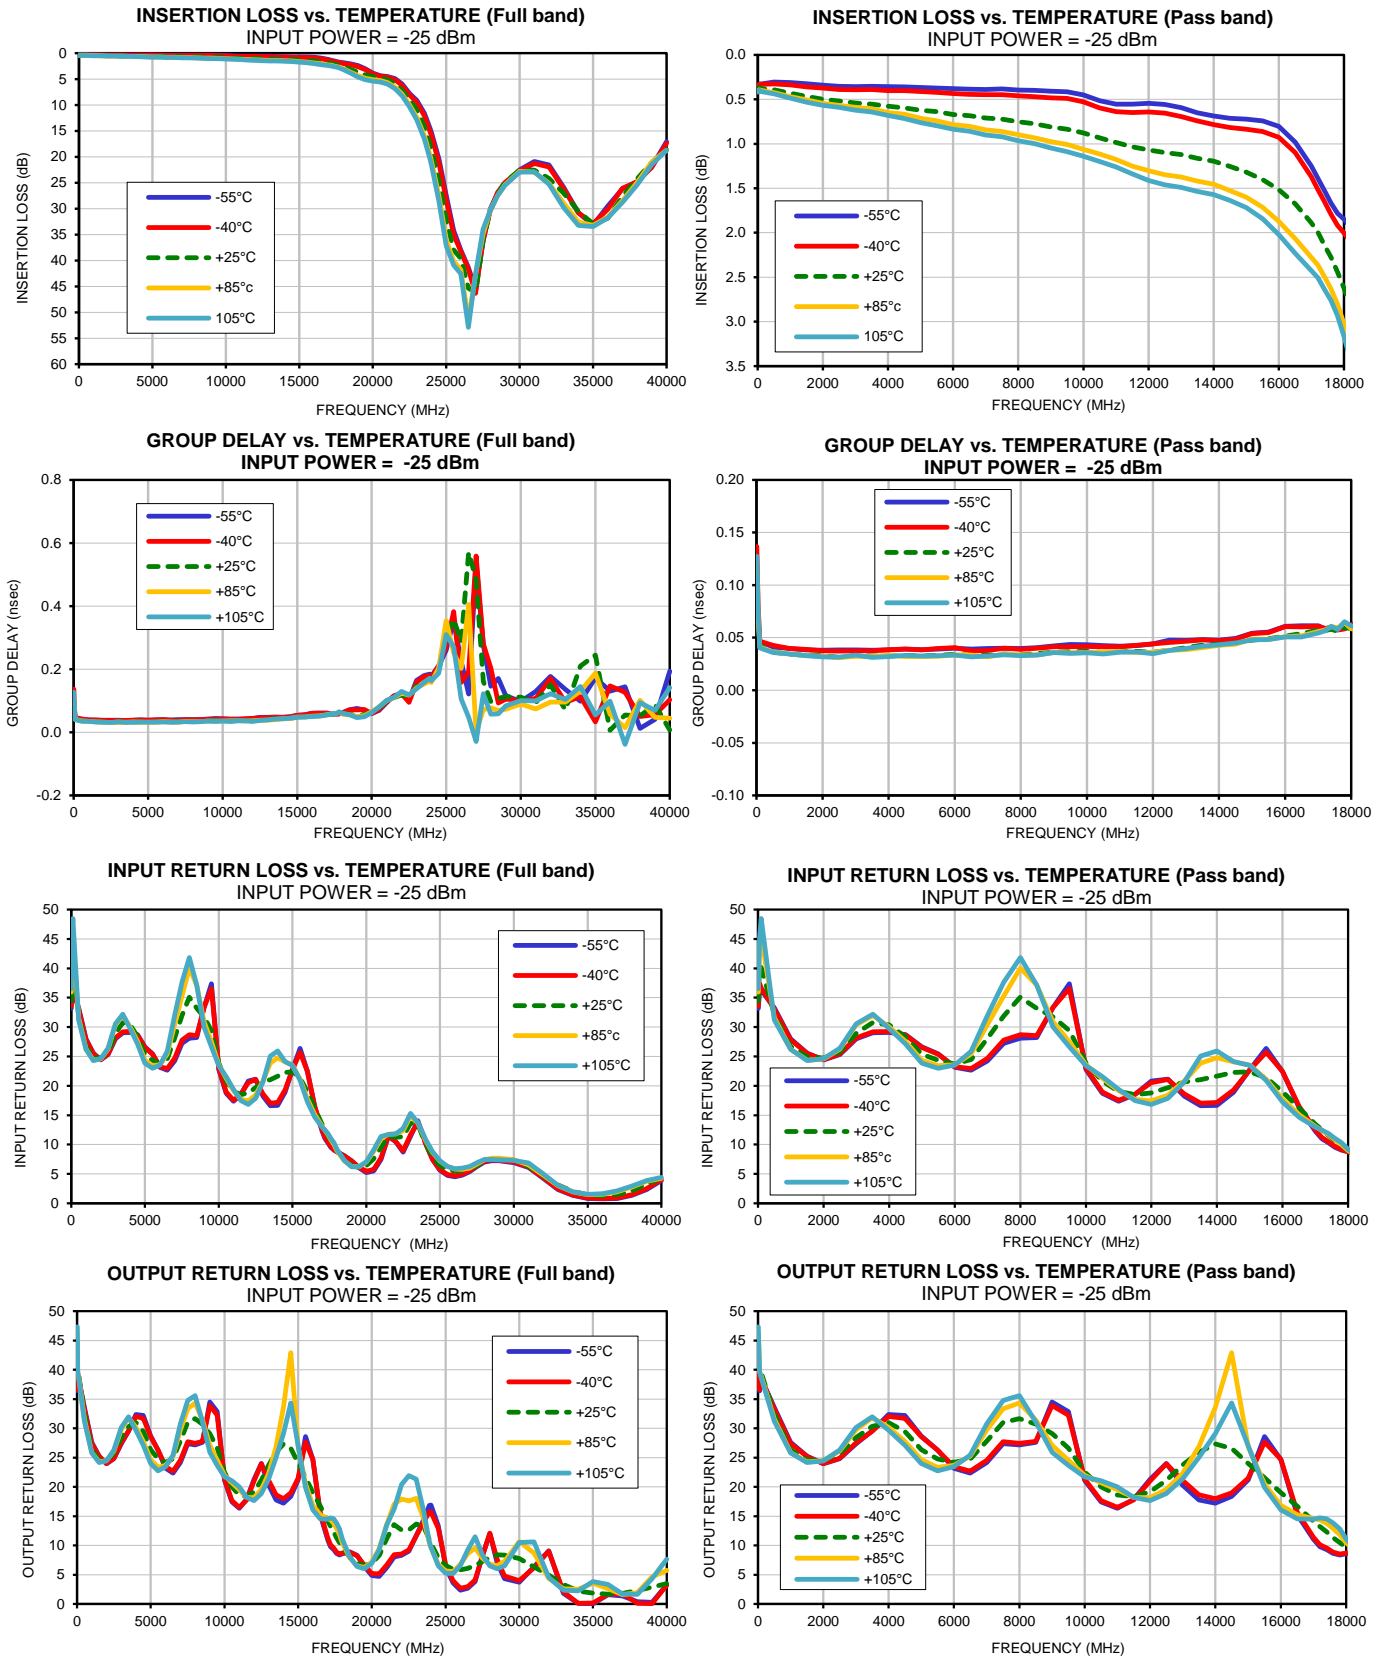 INSERTION LOSS vs. TEMPERATURE (Full band)
INPUT POWER = -25 dBm
INSERTION LOSS (dB)
0
5
10
15
20
25
30
35
40
45
50
55
60
-55°C
-40°C
+25°C
+85°c
105°C
0 5000 10000 15000 20000 25000 30000 35000 40000
FREQUENCY (MHz)
INSERTION LOSS vs. TEMPERATURE (Pass band)
INPUT POWER = -25 dBm
INSERTION LOSS (dB)
0.0
0.5
1.0
1.5
2.0
2.5
3.0
3.5
-55°C
-40°C
+25°C
+85°c
105°C
0 2000 4000 6000 8000 10000 12000 14000 16000 18000
FREQUENCY (MHz)
GROUP DELAY vs. TEMPERATURE (Full band)
INPUT POWER = -25 dBm
GROUP DELAY (nsec)
0.8
0.6
0.4
0.2
0.0
-0.2
-55°C
-40°C
+25°C
+85°C
+105°C
0 5000 10000 15000 20000 25000 30000 35000 40000
FREQUENCY (MHz)
GROUP DELAY vs. TEMPERATURE (Pass band)
INPUT POWER = -25 dBm
GROUP DELAY (nsec)
0.20
0.15
0.10
0.05
0.00
-0.05
-0.10
-55°C
-40°C
+25°C
+85°C
+105°C
0 2000 4000 6000 8000 10000 12000 14000 16000 18000
FREQUENCY (MHz)
INPUT RETURN LOSS vs. TEMPERATURE (Full band)
INPUT POWER = -25 dBm
INPUT RETURN LOSS (dB)
50
45
40
35
30
25
20
15
10
5
0
-55°C
-40°C
+25°C
+85°c
+105°C
0 5000 10000 15000 20000 25000 30000 35000 40000
FREQUENCY (MHz)
INPUT RETURN LOSS vs. TEMPERATURE (Pass band)
INPUT POWER = -25 dBm
INPUT RETURN LOSS (dB)
50
45
40
35
30
25
20
15
10
5
0
-55°C
-40°C
+25°C
+85°c
+105°C
0 2000 4000 6000 8000 10000 12000 14000 16000 18000
FREQUENCY (MHz)
OUTPUT RETURN LOSS vs. TEMPERATURE (Full band)
INPUT POWER = -25 dBm
OUTPUT RETURN LOSS (dB)
50
45
40
35
30
25
20
15
10
5
0
-55°C
-40°C
+25°C
+85°C
+105°C
0 5000 10000 15000 20000 25000 30000 35000 40000
FREQUENCY (MHz)
OUTPUT RETURN LOSS vs. TEMPERATURE (Pass band)
INPUT POWER = -25 dBm
OUTPUT RETURN LOSS (dB)
50
45
40
35
30
25
20
15
10
5
0
-55°C
-40°C
+25°C
+85°C
+105°C
0 2000 4000 6000 8000 10000 12000 14000 16000 18000
FREQUENCY (MHz)